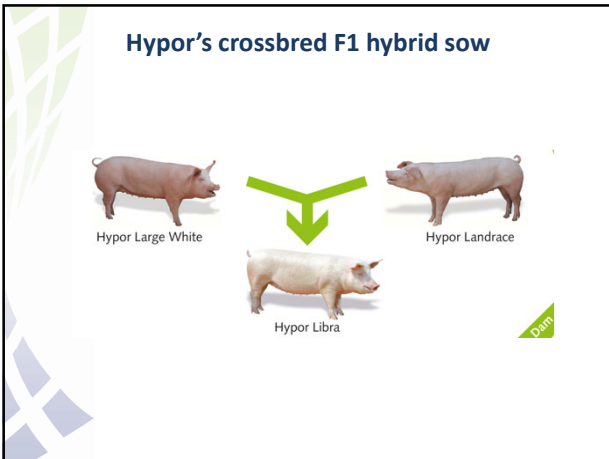 Hypor's crossbred F1 hybrid sow
Hypor Large White
Hypor Landrace
Hypor Libra
Dam